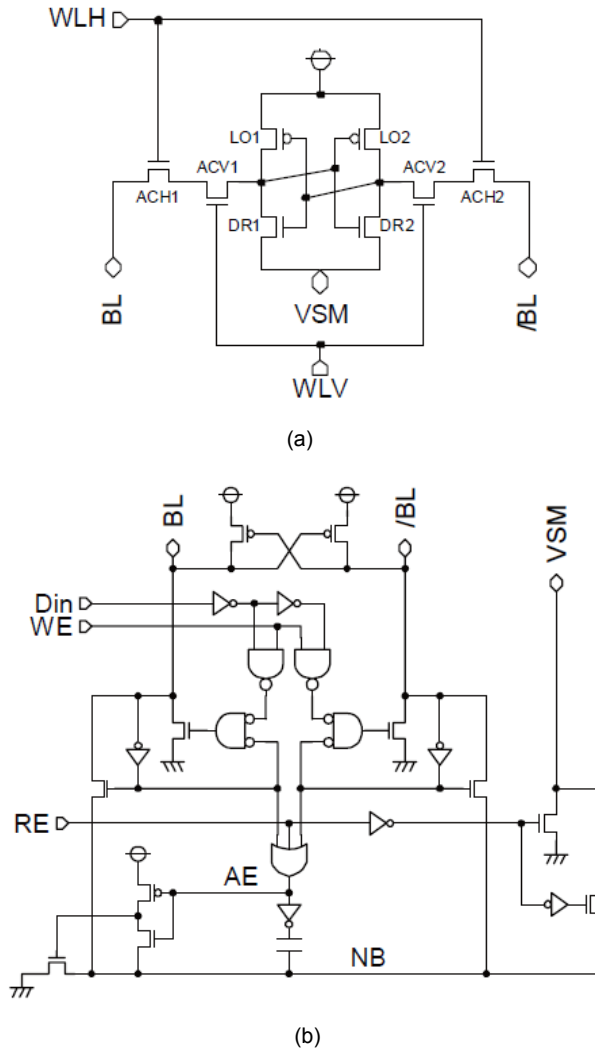 WLH
LO1
LO2
ACV1
ACV2
ACH1
ACH2
DR1
DR2
BL
VSM
/BL
WLV
(a)
BL
/BL
VSM
Din
WE
RE
AE
NB
(b)